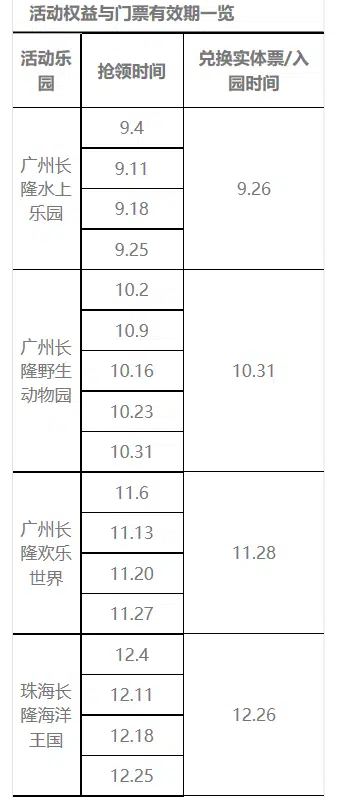 活动权益与门票有效期一览
活动乐
园
抢领时间
兑换实体票/入
园时间
广州长
隆水上
乐园
9.4
9.11
9.18
9.25
9.26
广州长
隆野生
动物园
10.2
10.9
10.16
10.23
10.31
10.31
广州长
隆欢乐
世界
11.6
11.13
11.20
11.27
11.28
珠海长
隆海洋
王国
12.4
12.11
12.18
12.25
12.26